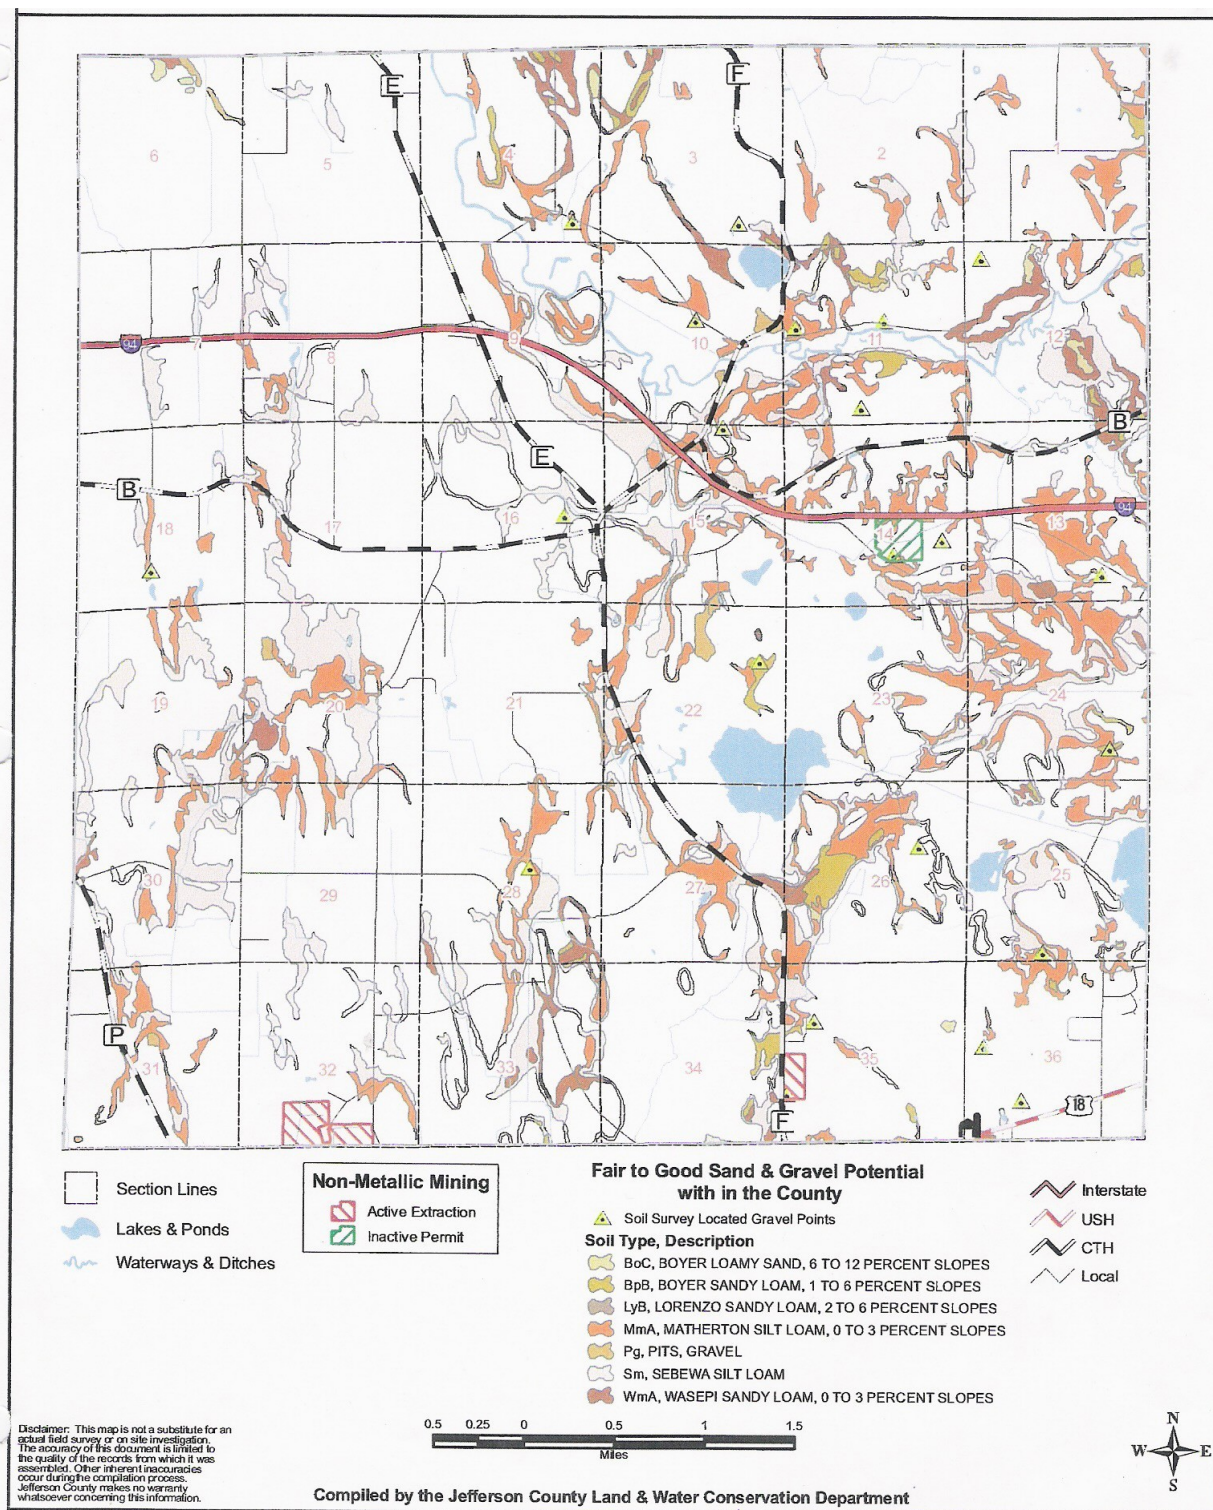 E
F
6
5
4
3
2
1
94
7
8
9
10
11
12
B
E
B
18
17
16
15
14
13
94
19
20
21
22
23
24
30
29
28
27
26
25
P
31
32
33
34
35
36
F
18
Section Lines
Lakes & Ponds
Waterways & Ditches
Non-Metallic Mining
Active Extraction
Inactive Permit
Fair to Good Sand & Gravel Potential
with in the County
Soil Survey Located Gravel Points
Soil Type, Description
BoC, BOYER LOAMY SAND, 6 TO 12 PERCENT SLOPES
BpB, BOYER SANDY LOAM, 1 TO 6 PERCENT SLOPES
LyB, LORENZO SANDY LOAM, 2 TO 6 PERCENT SLOPES
MmA, MATHERTON SILT LOAM, 0 TO 3 PERCENT SLOPES
Pg, PITS, GRAVEL
Sm, SEBEWA SILT LOAM
WmA, WASEPI SANDY LOAM, 0 TO 3 PERCENT SLOPES
Interstate
USH
CTH
Local
Disclaimer: This map is not a substitute for an
actual field survey or on site investigation.
The accuracy of this document is limited to
the quality of the records from which it was
assembled. Other inherent inaccuracies
occur during the compilation process.
Jefferson County makes no warranty
whatsoever concerning this information.
0.5 0.25 0 0.5 1 1.5
Miles
N
W E
S
Compiled by the Jefferson County Land & Water Conservation Department